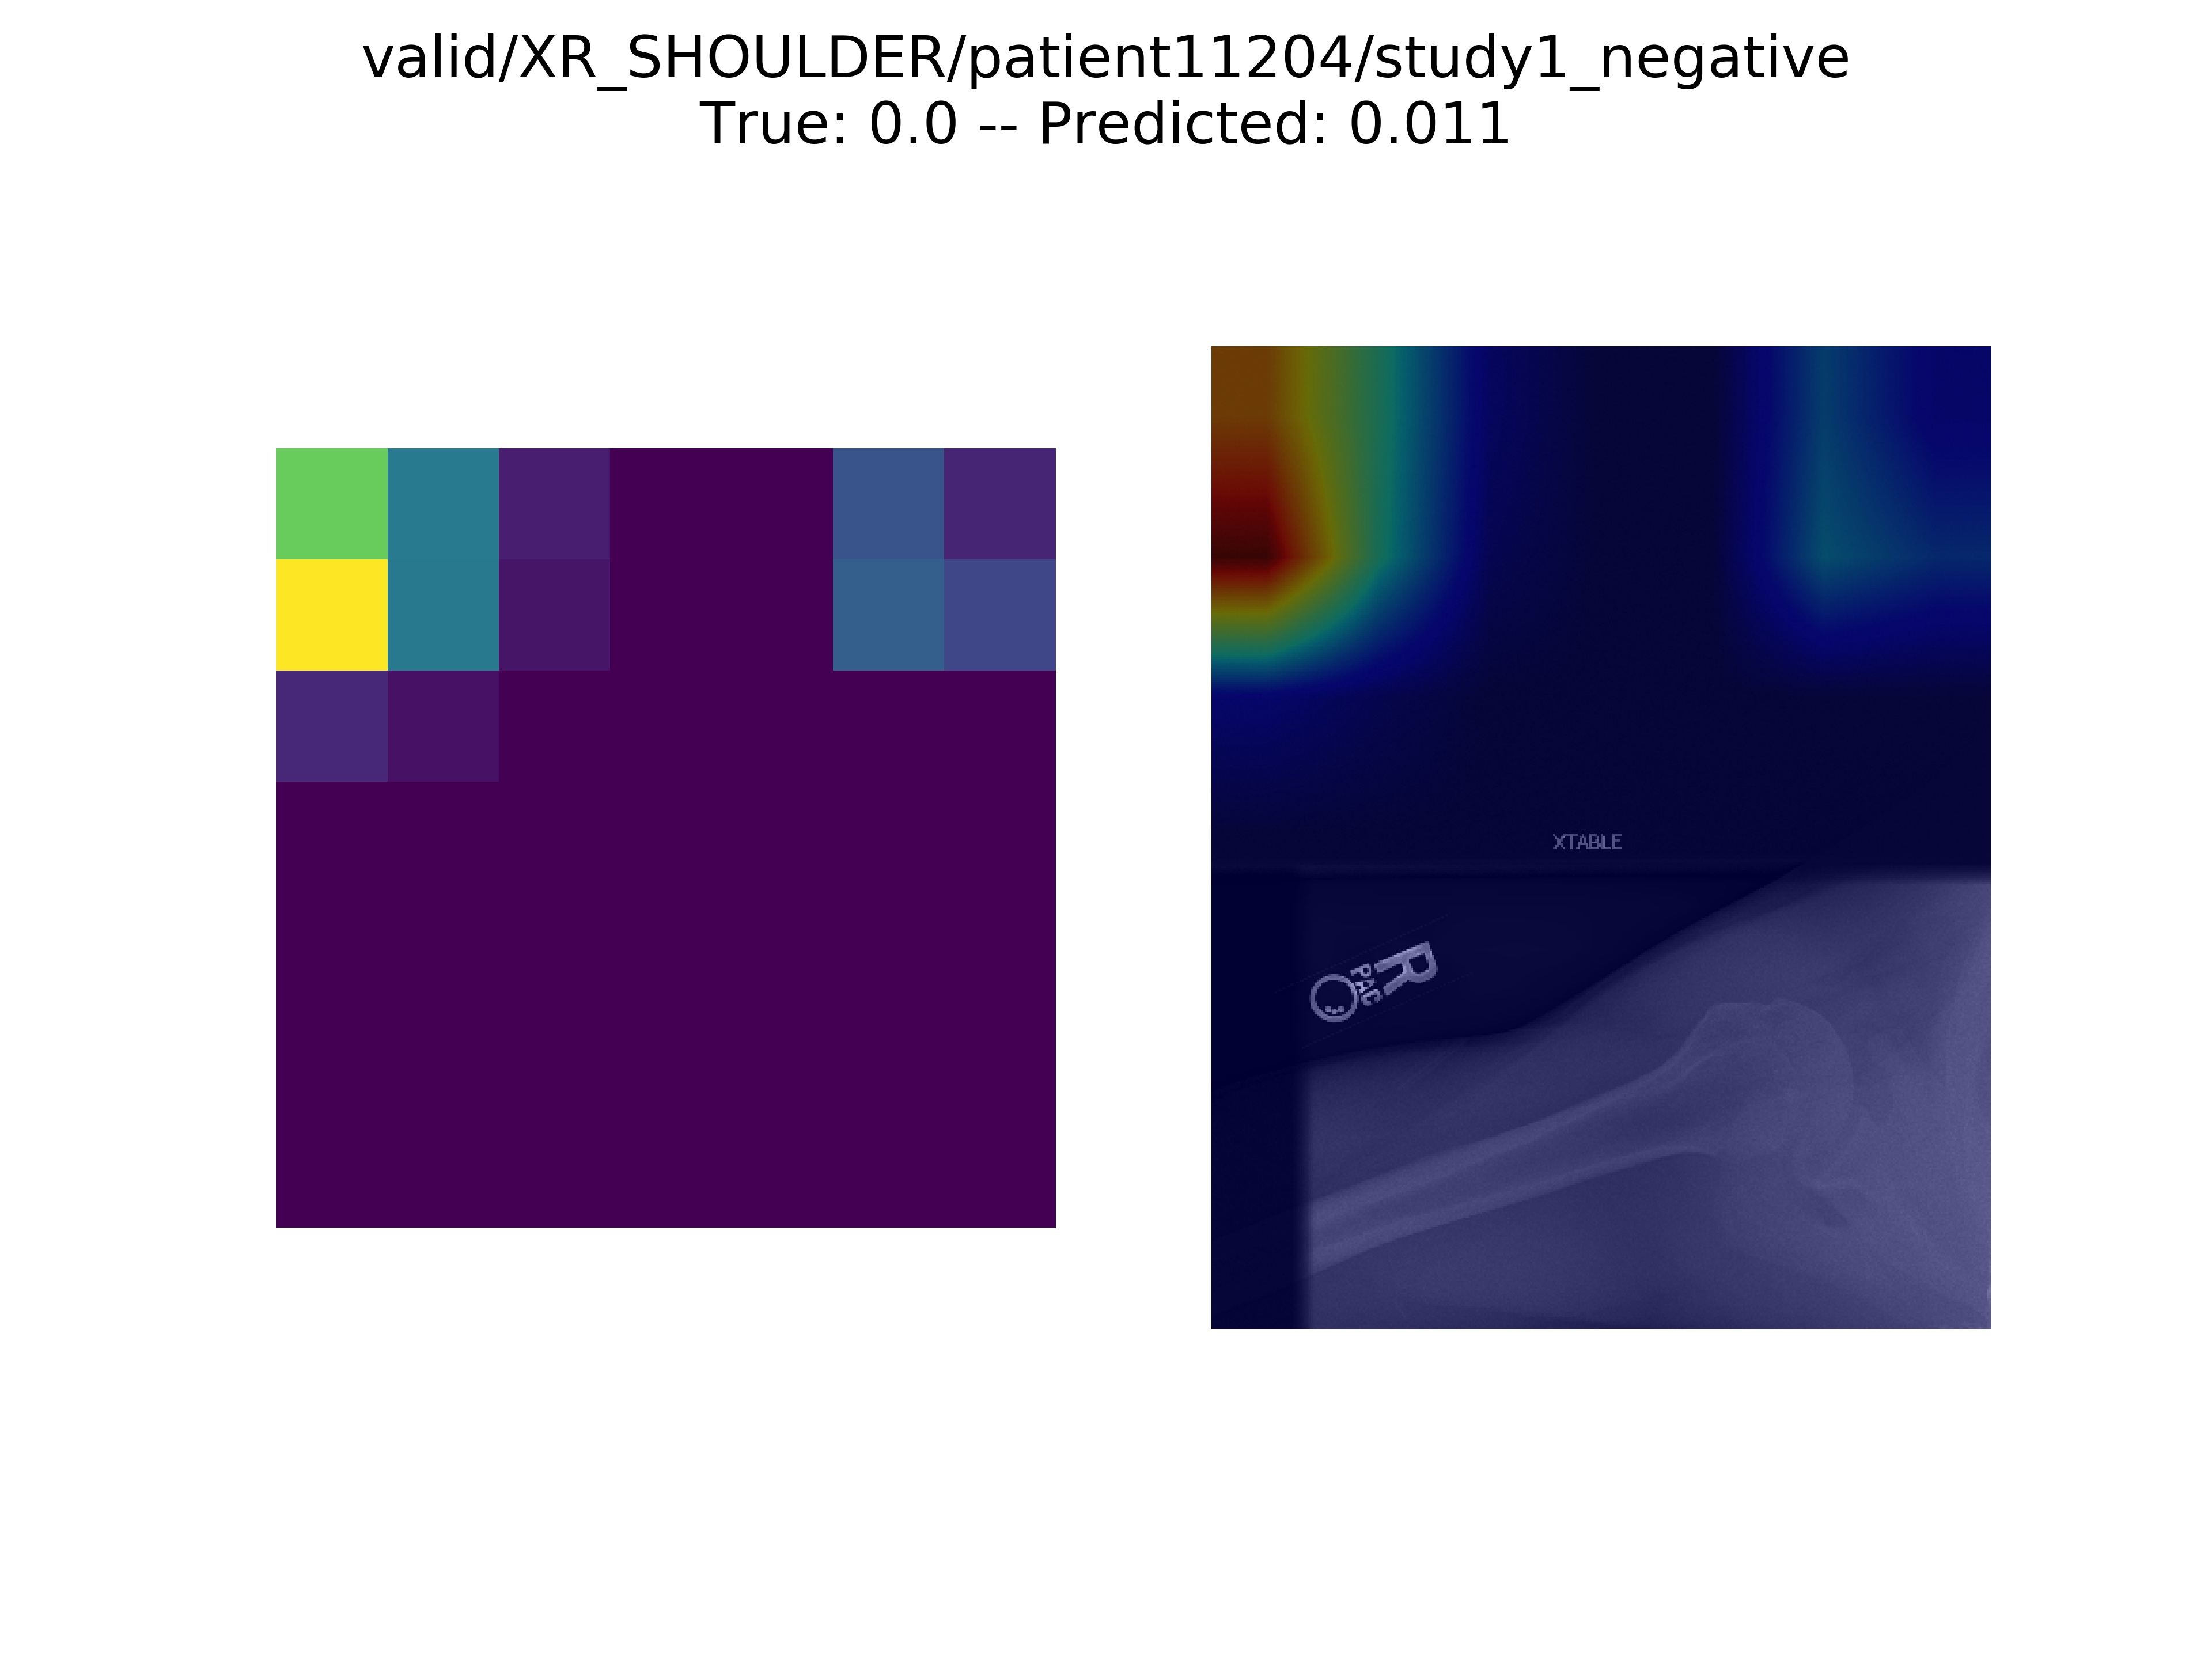 valid/XR_SHOULDER/patient11204/study1_negative
True: 0.0 -- Predicted: 0.011
XTABLE
R
PAC